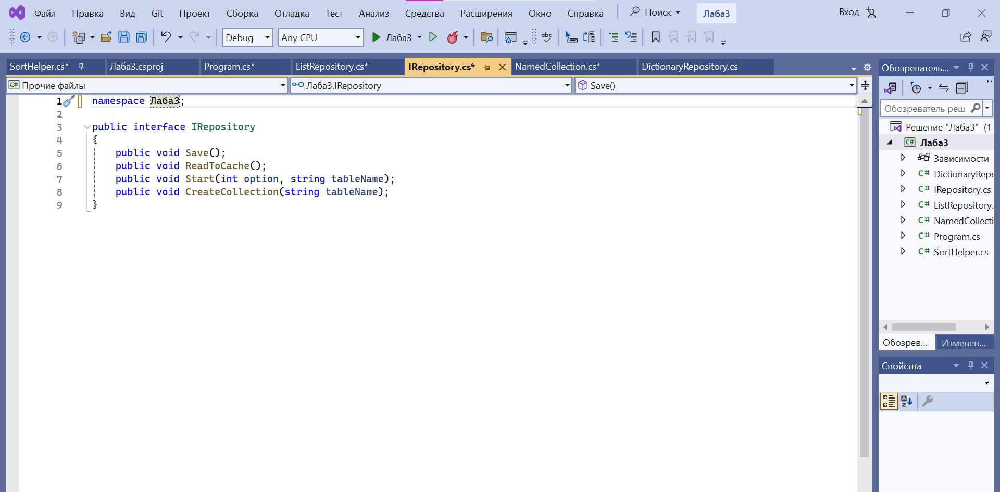 Файл Правка Вид Git Проект Сборка Отладка Тест Анализ Средства Расширения Окно Справка Поиск Лаба3 Вход
Debug Any CPU Лаба3 abc
SortHelper.cs* Лаба3.csproj Program.cs* ListRepository.cs* IRepository.cs* NamedCollection.cs* DictionaryRepository.cs
C# Прочие файлы Лаба3.IRepository Save()
1 namespace Лаба3;
2
3 public interface IRepository
4 {
5 public void Save();
6 public void ReadToCache();
7 public void Start(int option, string tableName);
8 public void CreateCollection(string tableName);
9 }
Обозреватель...
Обозреватель реш
Решение "Лаба3" (1
C# Лаба3
Зависимости
C# DictionaryRepo
C# IRepository.cs
C# ListRepository.
C# NamedCollecti
C# Program.cs
C# SortHelper.cs
Обозрев... Изменен...
Свойства